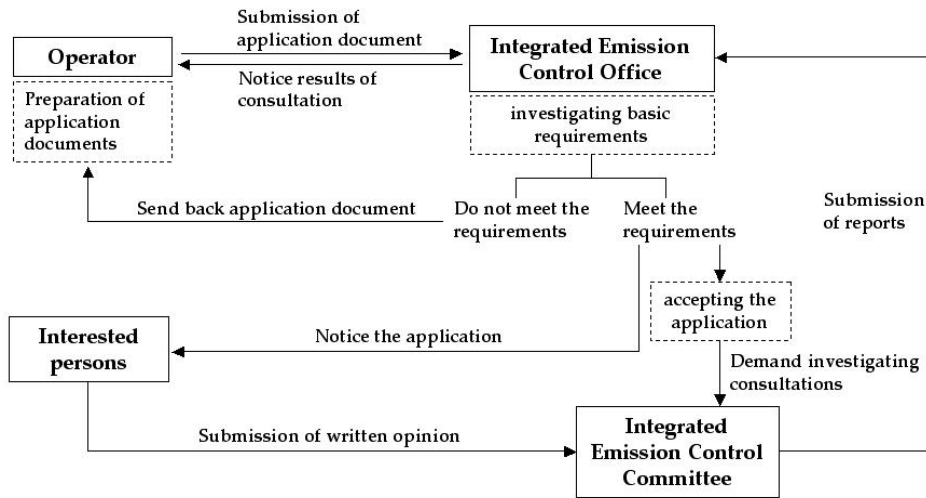 Submission of
application document
Operator
Integrated Emission
Control Office
Notice results of
consultation
Preparation of
application
documents
investigating basic
requirements
Send back application document
Do not meet the
requirements
Meet the
requirements
Submission
of reports
accepting the
application
Interested
persons
Notice the application
Demand investigating
consultations
Submission of written opinion
Integrated
Emission Control
Committee